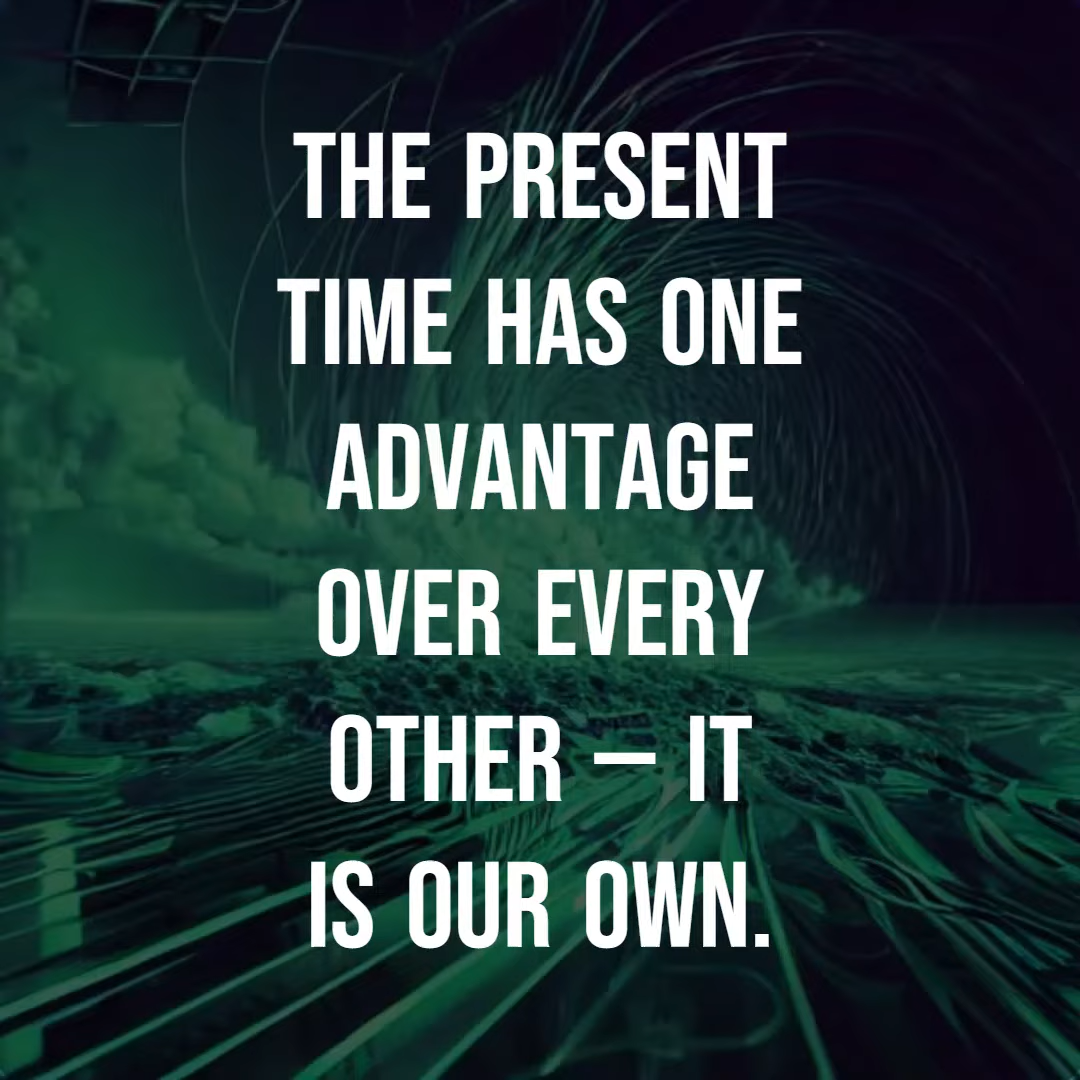 THE PRESENT
TIME HAS ONE
ADVANTAGE
OVER EVERY
OTHER – IT
IS OUR OWN.